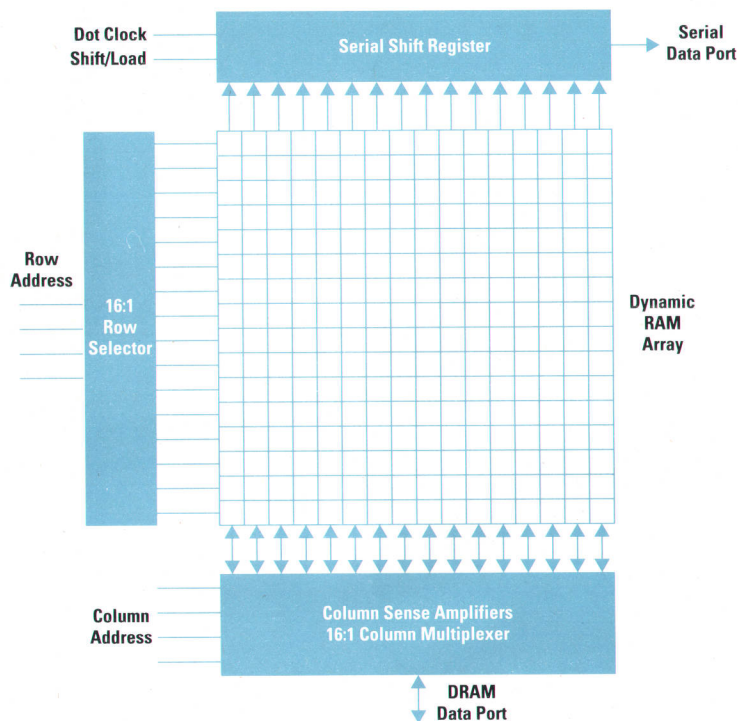 Dot Clock
Shift/Load
Serial Shift Register
Serial
Data Port
Row
Address
16:1
Row
Selector
Dynamic
RAM
Array
Column
Address
Column Sense Amplifiers
16:1 Column Multiplexer
DRAM
Data Port